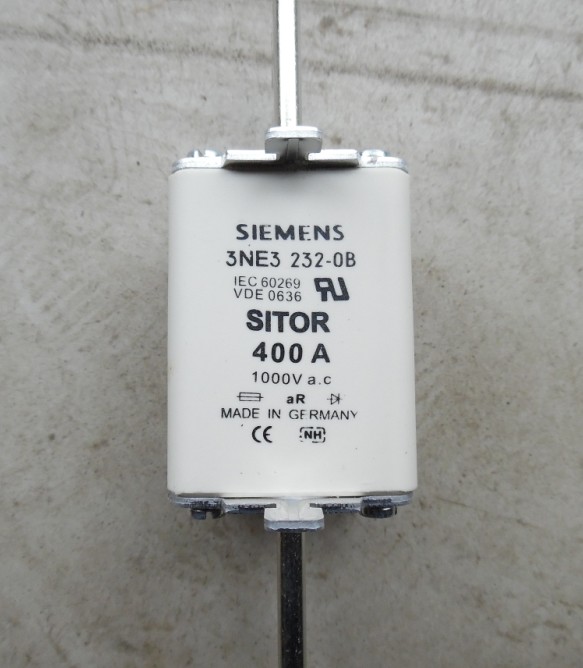 SIEMENS
3NE3 232-0B
IEC 60269
VDE 0636
SITOR
400 A
1000V a.c
aR
MADE IN GERMANY
CE NH